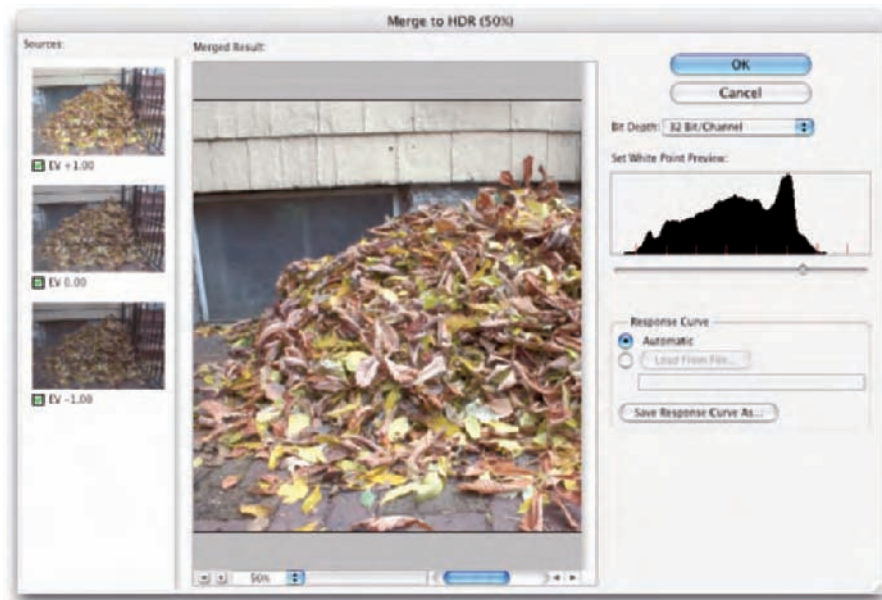 Merge to HDR (50%)
Sources:
EV +1.00
EV 0.00
EV -1.00
Merged Result:
50%
OK
Cancel
Bit Depth: 32 Bit/Channel
Set White Point Preview:
Response Curve
Automatic
Load From File...
Save Response Curve As...